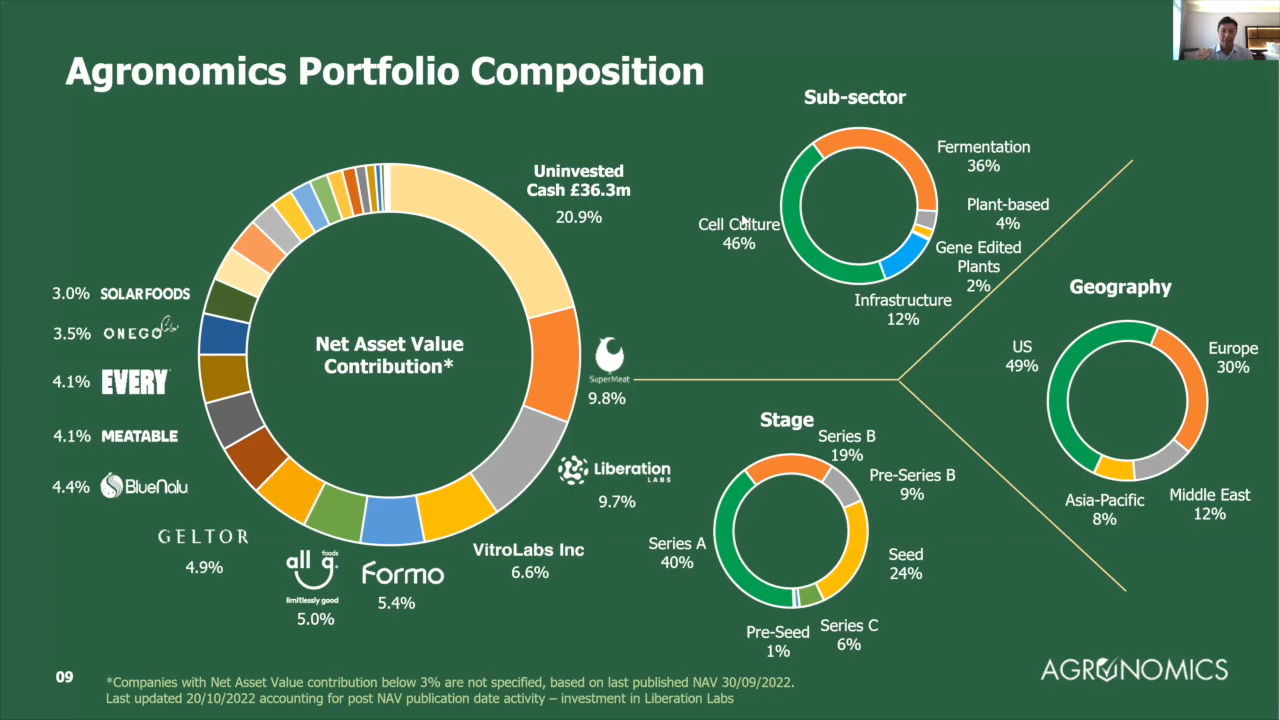 Agronomics Portfolio Composition
Uninvested
Cash £36.3m
20.9%
SuperMeat
9.8%
Liberation
LABS
9.7%
VitroLabs Inc
6.6%
Formo
5.4%
all g.
foods
limitlessly good
5.0%
GELTOR
4.9%
4.4% BlueNalu
4.1% MEATABLE
4.1% EVERY
3.5% ONEGO Bio
3.0% SOLAR FOODS
Net Asset Value
Contribution*
Sub-sector
Fermentation
36%
Plant-based
4%
Gene Edited
Plants
2%
Infrastructure
12%
Cell Culture
46%
Stage
Series B
19%
Pre-Series B
9%
Seed
24%
Series C
6%
Pre-Seed
1%
Series A
40%
Geography
US
49%
Europe
30%
Middle East
12%
Asia-Pacific
8%
09
*Companies with Net Asset Value contribution below 3% are not specified, based on last published NAV 30/09/2022.
Last updated 20/10/2022 accounting for post NAV publication date activity – investment in Liberation Labs
AGRONOMICS